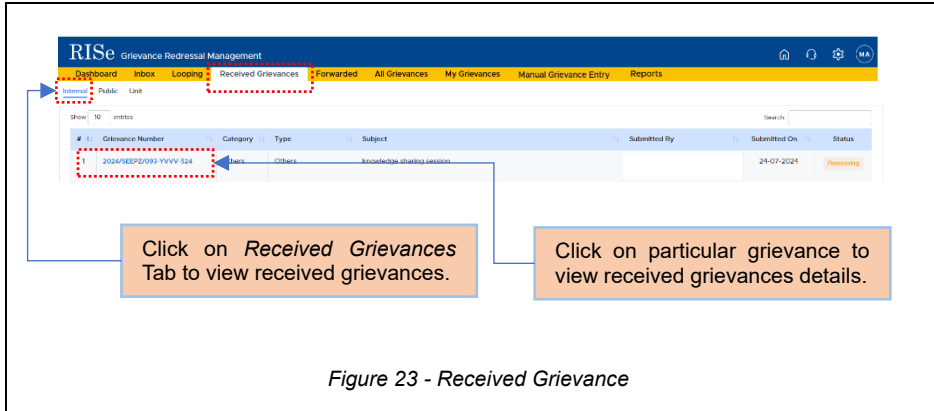 RISe Grievance Redressal Management MA
Dashboard Inbox Looping Received Grievances Forwarded All Grievances My Grievances Manual Grievance Entry Reports
Internal Public Unit
Show 10 entries Search:
# Grievance Number Category Type Subject Submitted By Submitted On Status
1 2024/SEEPZ/093-YVVV-524 Others Others knowledge sharing session 24-07-2024 Processing
Click on Received Grievances
Tab to view received grievances.
Click on particular grievance to
view received grievances details.
Figure 23 - Received Grievance